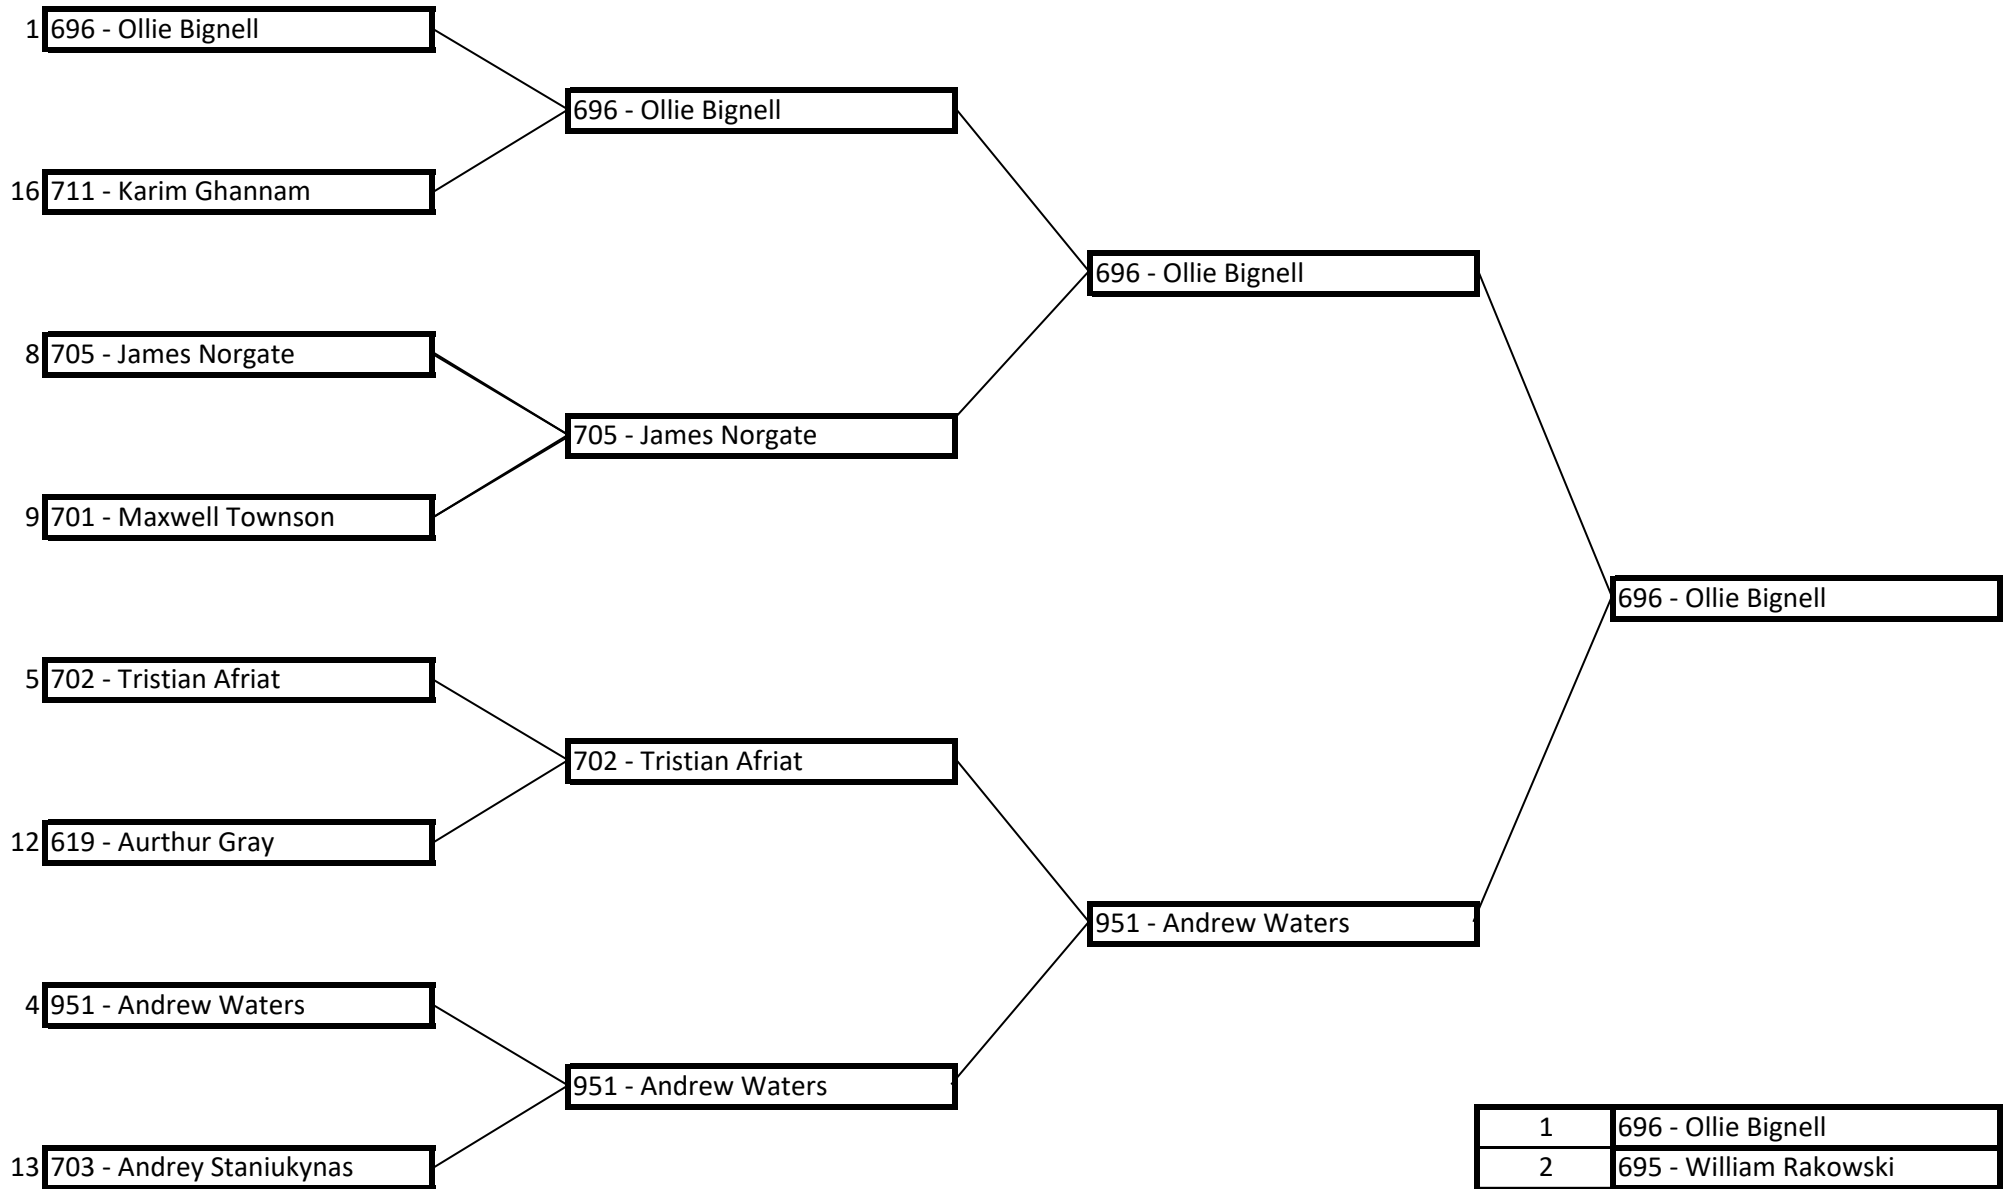 1 696 - Ollie Bignell
696 - Ollie Bignell
16 711 - Karim Ghannam
696 - Ollie Bignell
8 705 - James Norgate
705 - James Norgate
9 701 - Maxwell Townson
696 - Ollie Bignell
5 702 - Tristian Afriat
702 - Tristian Afriat
12 619 - Aurthur Gray
951 - Andrew Waters
4 951 - Andrew Waters
951 - Andrew Waters
1 696 - Ollie Bignell
13 703 - Andrey Staniukynas
2 695 - William Rakowski